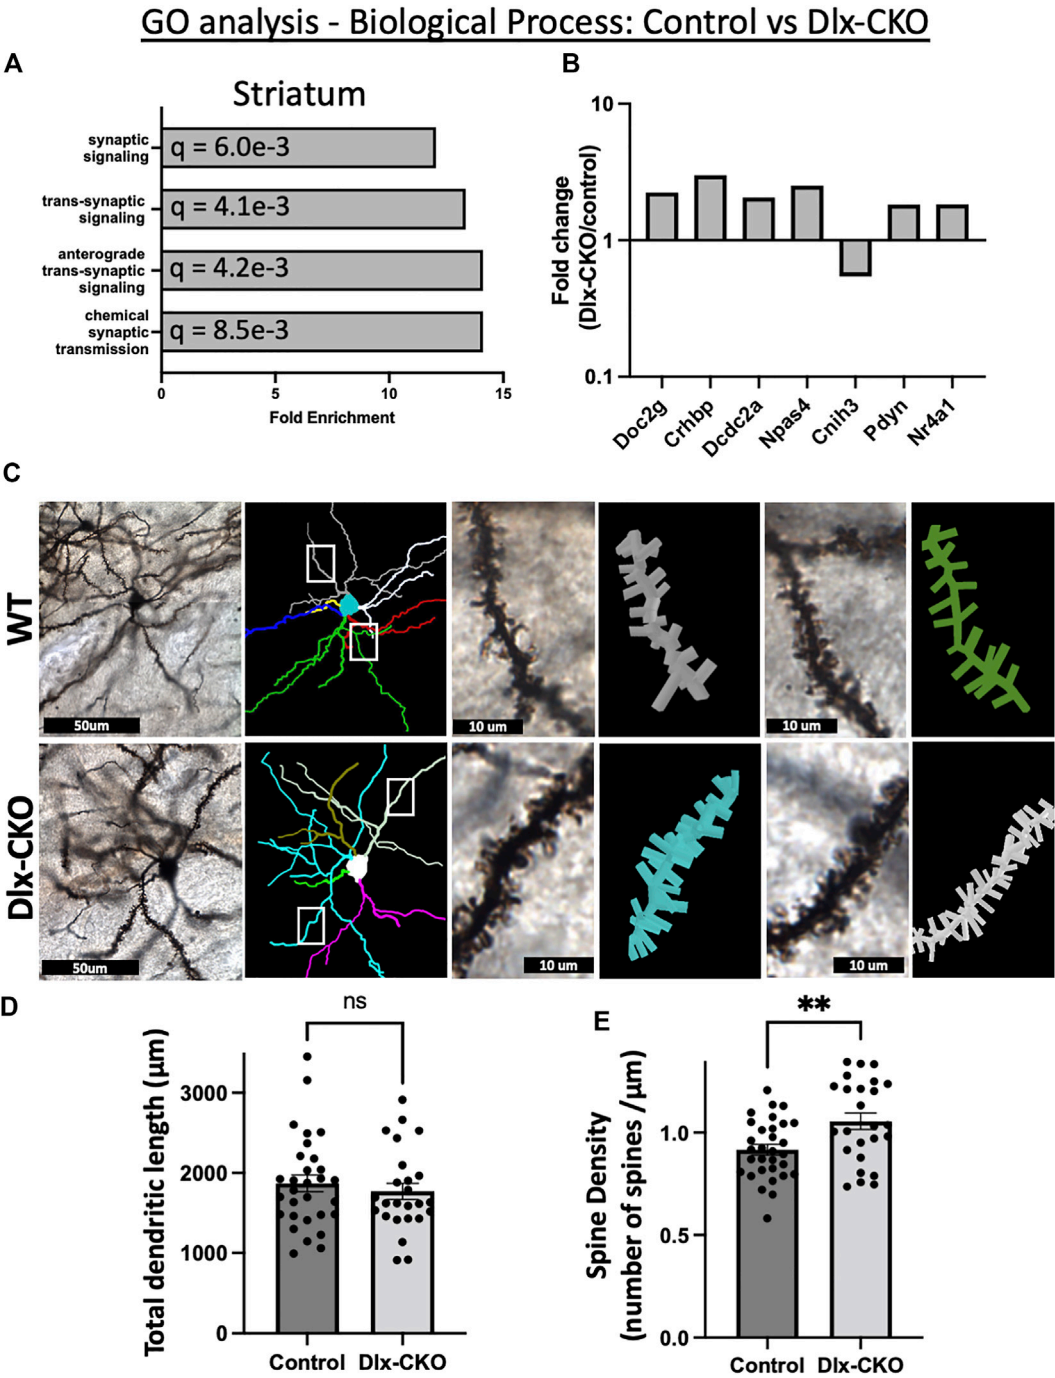 GO analysis - Biological Process: Control vs Dlx-CKO
A
Striatum
synaptic
signaling
q = 6.0e-3
trans-synaptic
signaling
q = 4.1e-3
anterograde
trans-synaptic
signaling
q = 4.2e-3
chemical
synaptic
transmission
q = 8.5e-3
0 5 10 15
Fold Enrichment
B
Fold change
(Dlx-CKO/control)
10
1
0.1
Doc2g Crhbp Dcdc2a Npas4 Cnih3 Pdyn Nr4a1
C
WT
50um
10 um
10 um
Dlx-CKO
50um
10 um
10 um
D
ns
Total dendritic length (µm)
3000
2000
1000
0
Control Dlx-CKO
E
**
Spine Density
(number of spines /µm)
1.0
0.5
0.0
Control Dlx-CKO